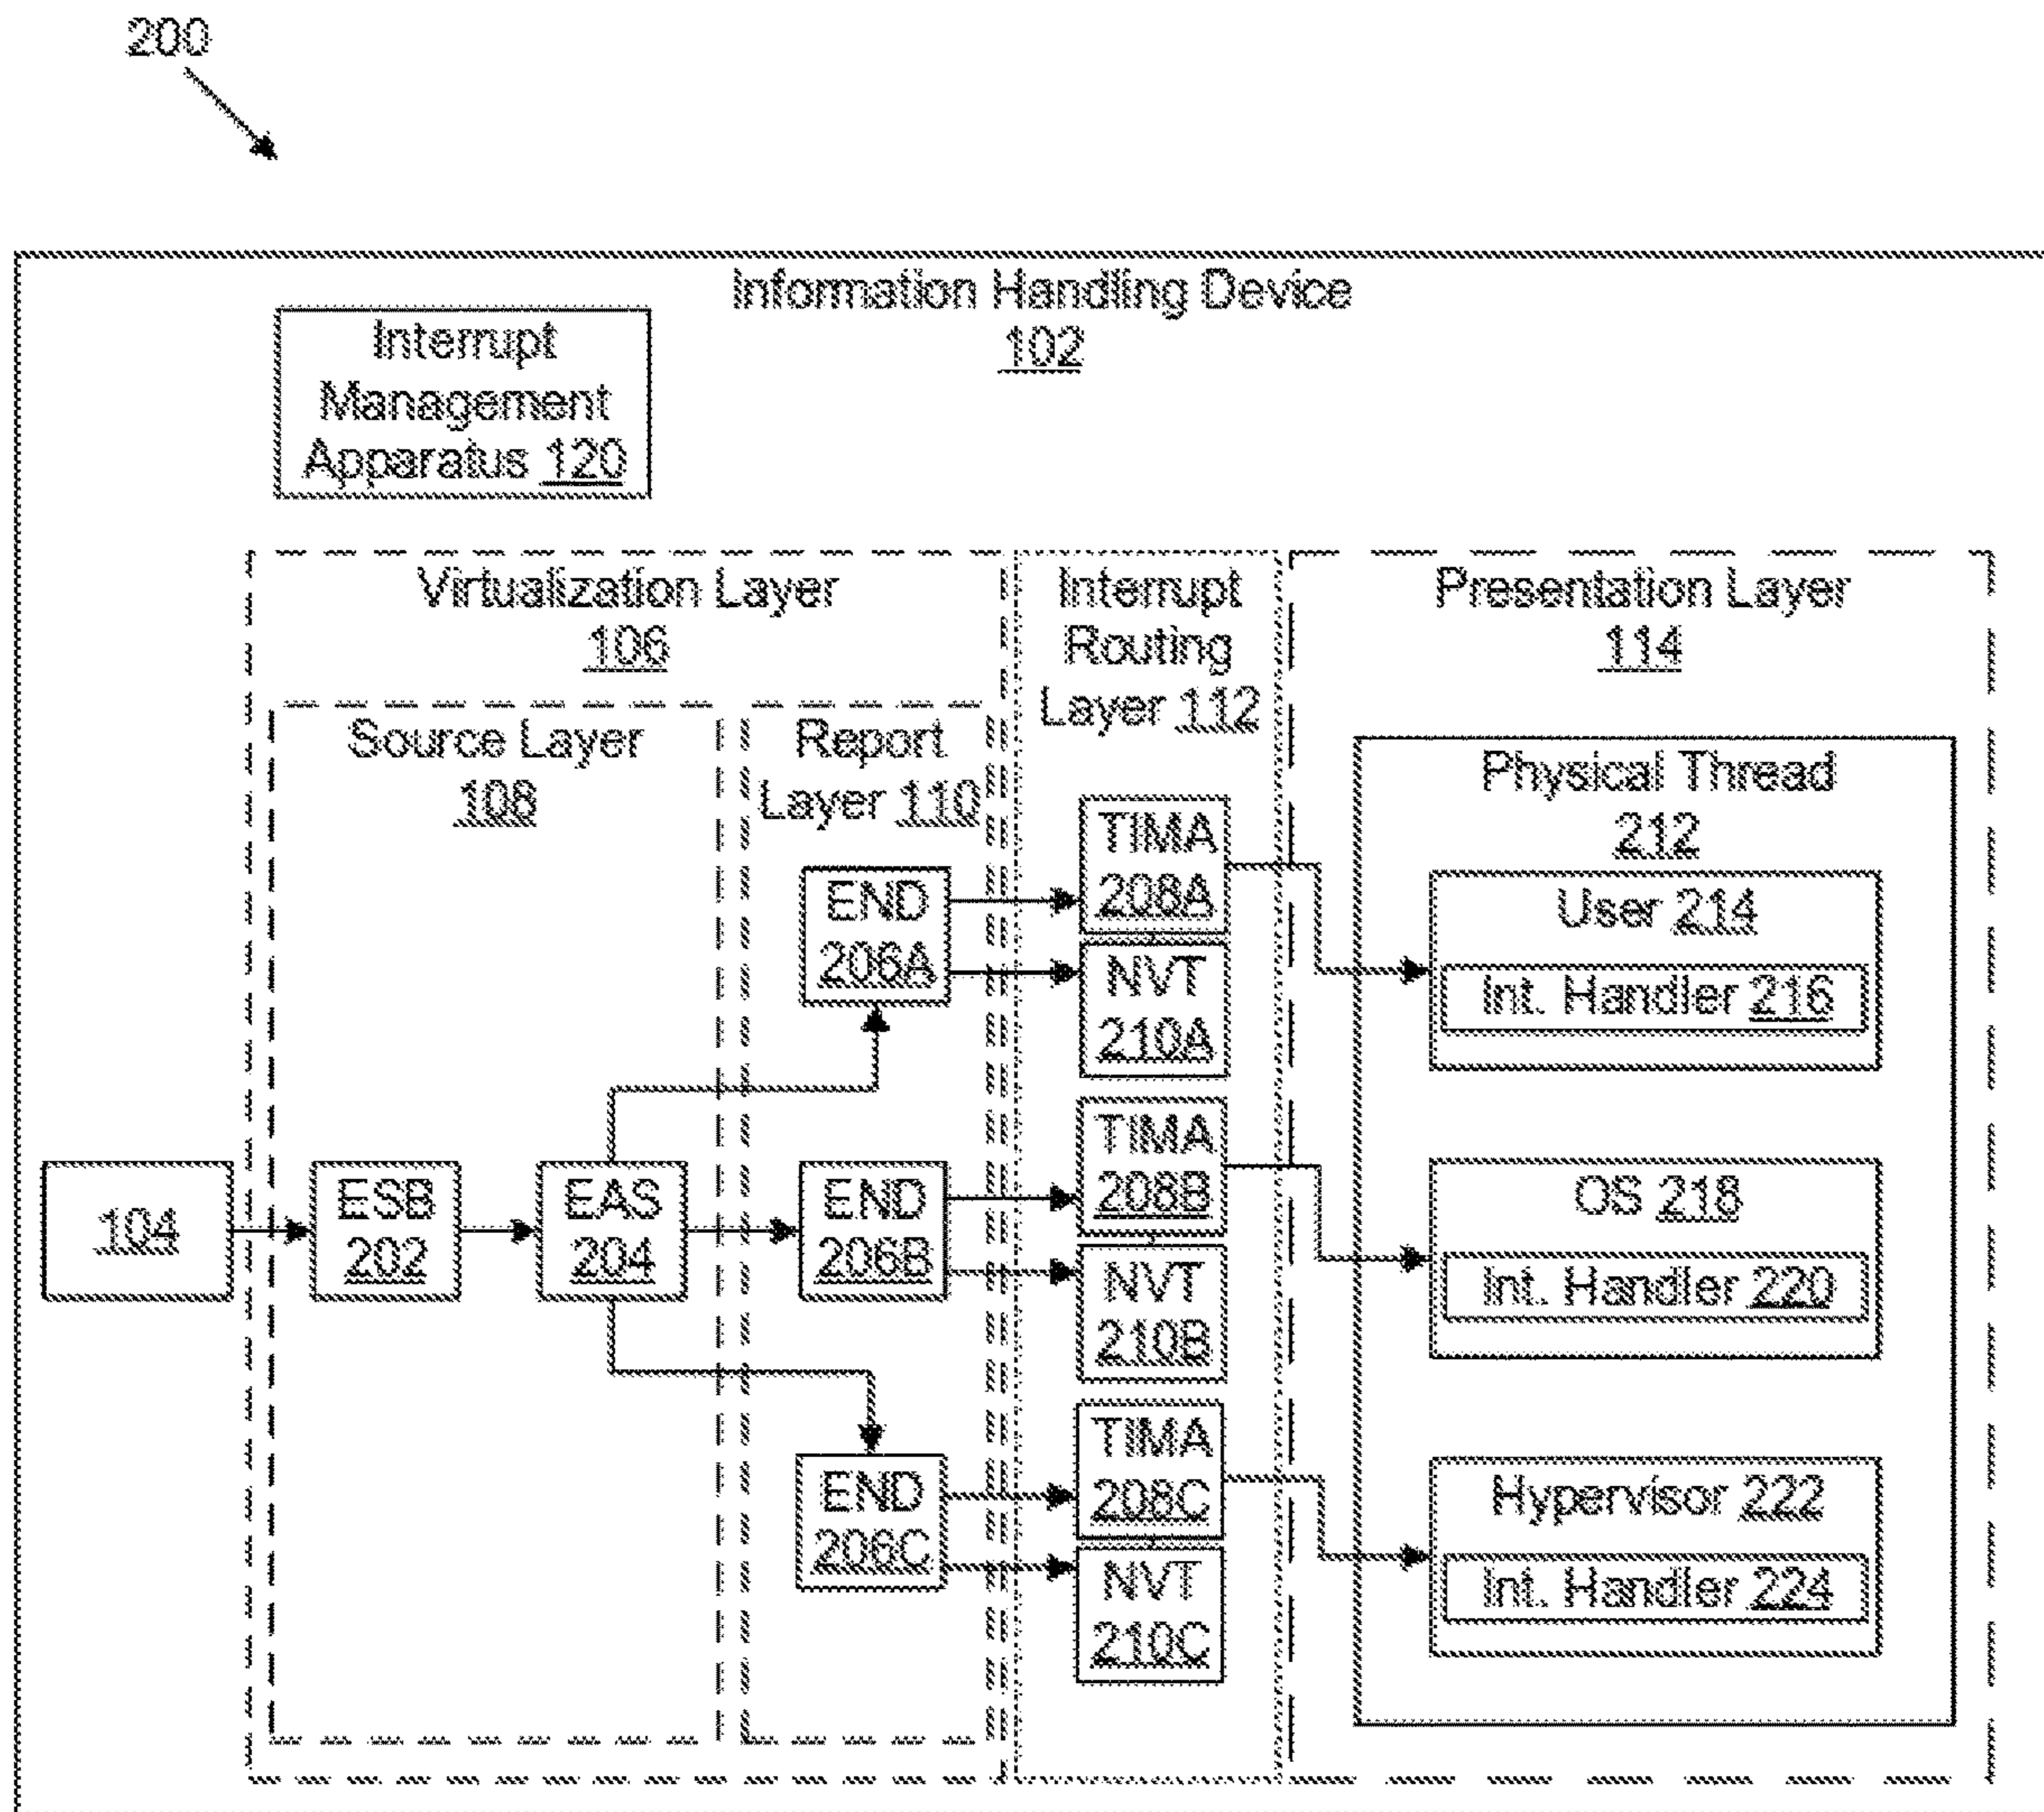 200
Information Handling Device
102
Interrupt
Management
Apparatus 120
Virtualization Layer
106
Source Layer
108
Report
Layer 110
Interrupt
Routing
Layer 112
Presentation Layer
114
104
ESB
202
EAS
204
END
206A
END
206B
END
206C
TIMA
208A
NVT
210A
TIMA
208B
NVT
210B
TIMA
208C
NVT
210C
Physical Thread
212
User 214
Int. Handler 216
OS 218
Int. Handler 220
Hypervisor 222
Int. Handler 224